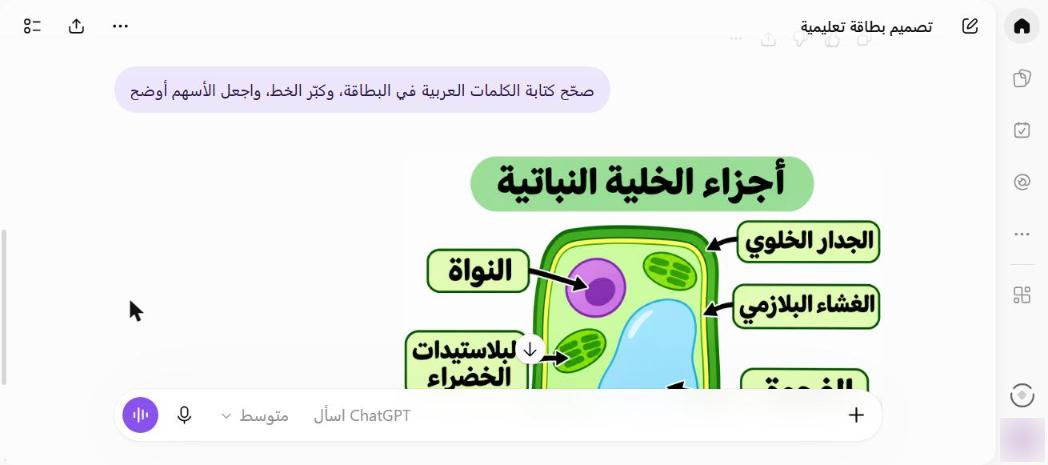 تصميم بطاقة تعليمية
صحّح كتابة الكلمات العربية في البطاقة، وكبّر الخط، واجعل الأسهم أوضح
أجزاء الخلية النباتية
الجدار الخلوي
النواة
الغشاء البلازمي
البلاستيدات
الخضراء
اسأل ChatGPT
متوسط